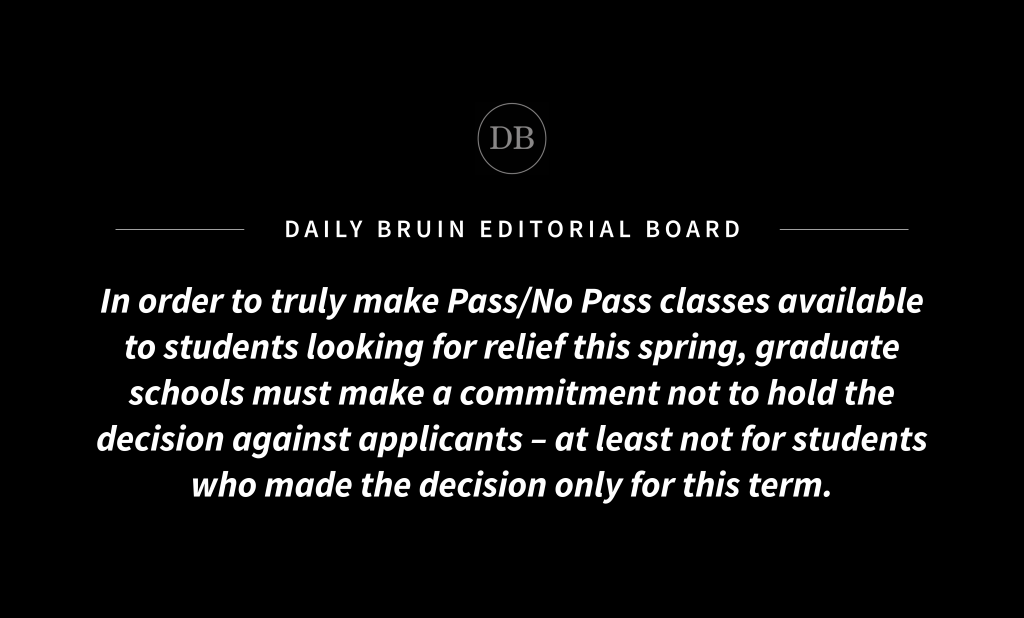 DB
DAILY BRUIN EDITORIAL BOARD
In order to truly make Pass/No Pass classes available
to students looking for relief this spring, graduate
schools must make a commitment not to hold the
decision against applicants – at least not for students
who made the decision only for this term.